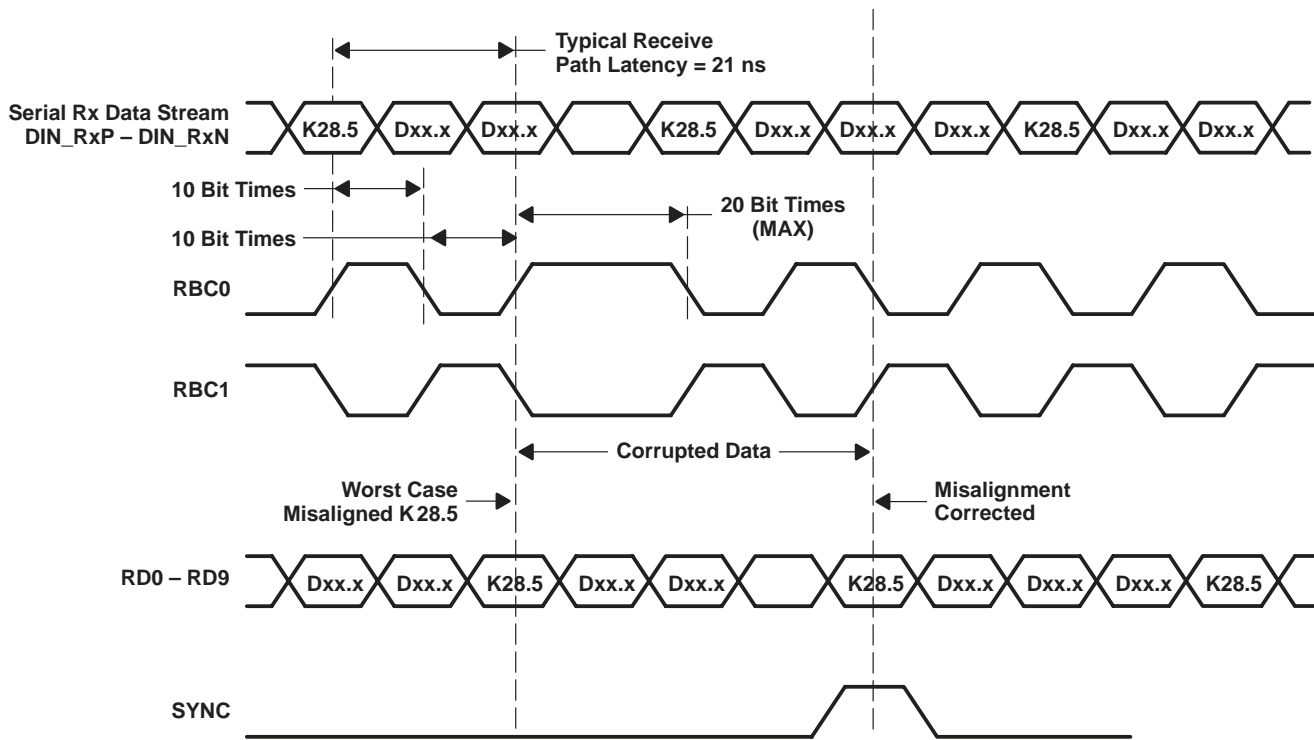 Typical Receive
Path Latency = 21 ns
Serial Rx Data Stream
DIN_RxP – DIN_RxN
K28.5 Dxx.x Dxx.x K28.5 Dxx.x Dxx.x Dxx.x K28.5 Dxx.x Dxx.x
10 Bit Times
20 Bit Times
(MAX)
10 Bit Times
RBC0
RBC1
Corrupted Data
Worst Case
Misaligned K28.5
Misalignment
Corrected
RD0 – RD9
Dxx.x Dxx.x K28.5 Dxx.x Dxx.x K28.5 Dxx.x Dxx.x Dxx.x K28.5
SYNC